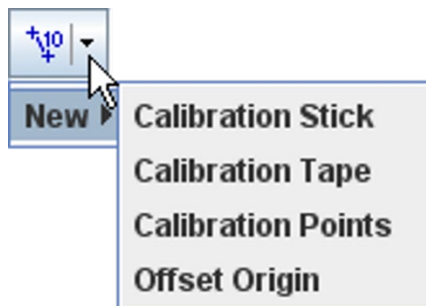 10
New
Calibration Stick
Calibration Tape
Calibration Points
Offset Origin